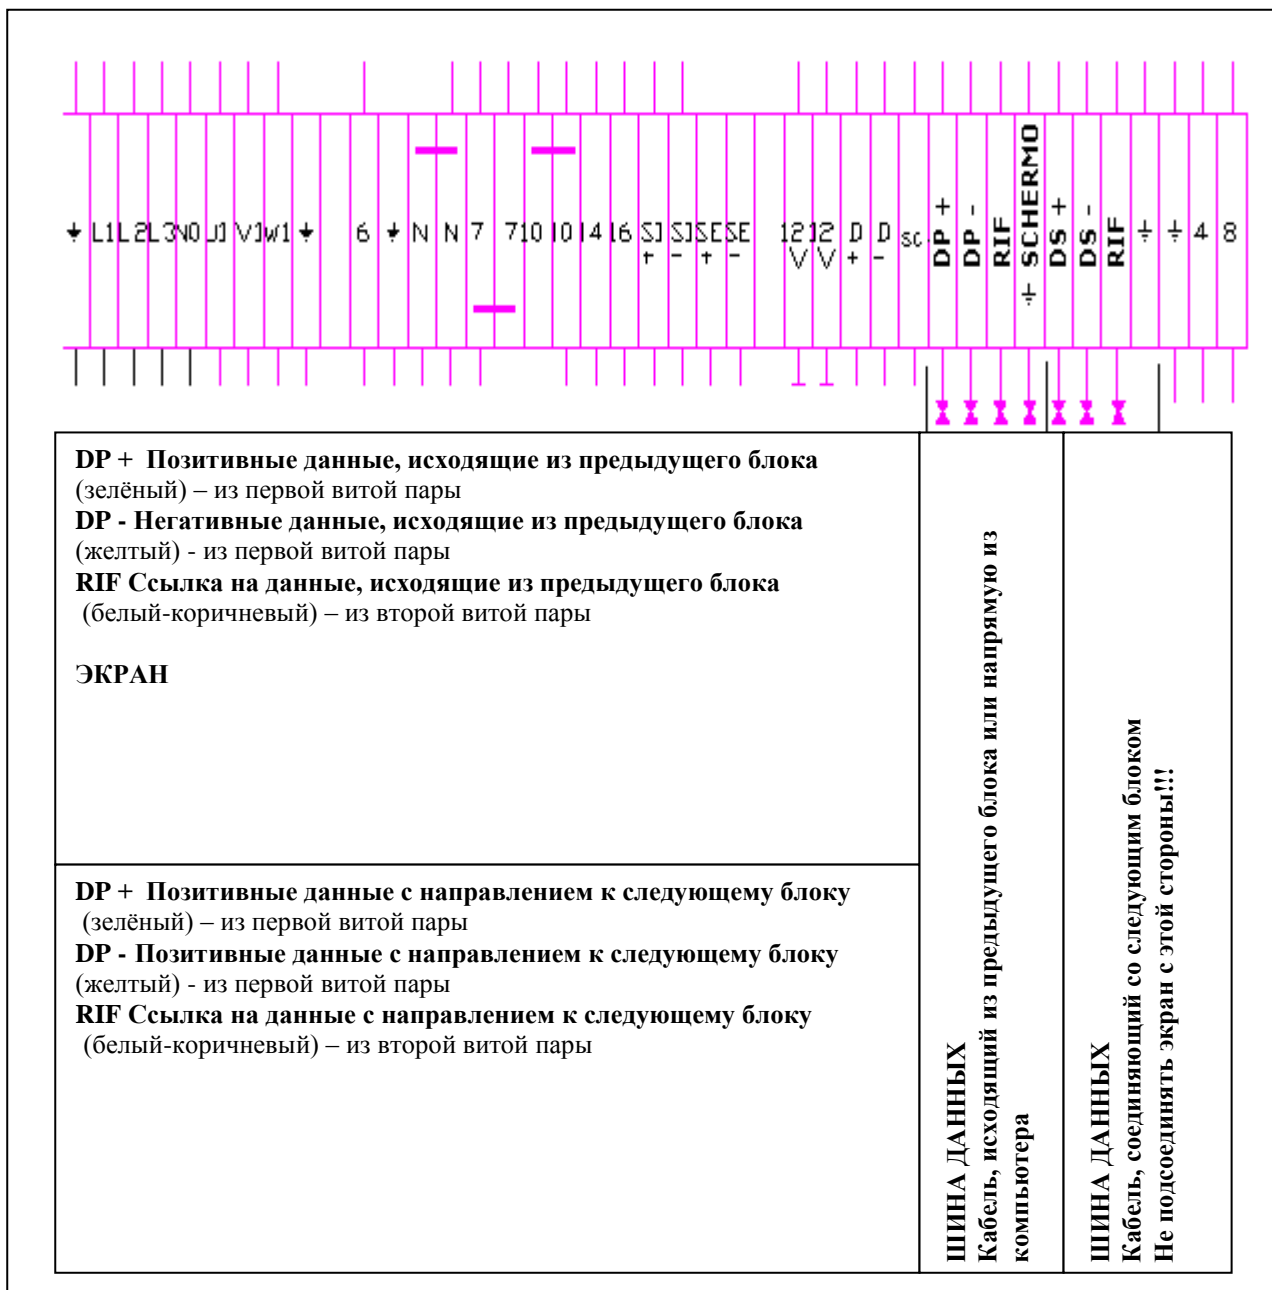 ⏚ L1 L2 L3 N0 U1 V1 W1 ⏚ 6 ⏚ N N 7 7 10 10 14 16 SI+ SI- SE+ SE- 12V 12V D+ D- SC DP + DP - RIF ⏚ SCHERMO DS + DS - RIF ⏚ ⏚ 4 8
DP + Позитивные данные, исходящие из предыдущего блока
(зелёный) – из первой витой пары
DP - Негативные данные, исходящие из предыдущего блока
(желтый) - из первой витой пары
RIF Ссылка на данные, исходящие из предыдущего блока
(белый-коричневый) – из второй витой пары
ЭКРАН
DP + Позитивные данные с направлением к следующему блоку
(зелёный) – из первой витой пары
DP - Позитивные данные с направлением к следующему блоку
(желтый) - из первой витой пары
RIF Ссылка на данные с направлением к следующему блоку
(белый-коричневый) – из второй витой пары
ШИНА ДАННЫХ
Кабель, исходящий из предыдущего блока или напрямую из
компьютера
ШИНА ДАННЫХ
Кабель, соединяющий со следующим блоком
Не подсоединять экран с этой стороны!!!